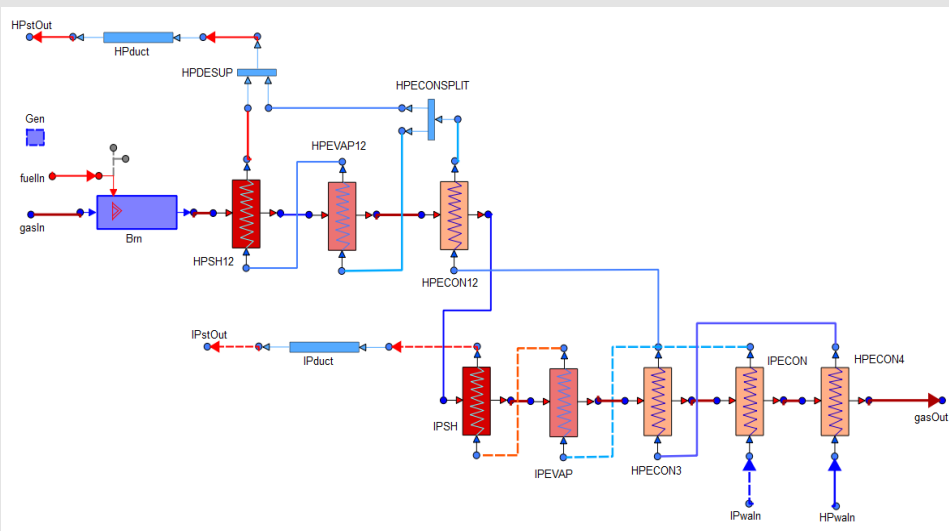 HPstOut
HPduct
HPDESUP
HPECONSPLIT
Gen
HPEVAP12
fuelIn
gasIn
Brn
HPSH12
HPECON12
IPstOut
IPduct
IPECON
HPECON4
gasOut
IPSH
IPEVAP
HPECON3
IPwaIn
HPwaIn